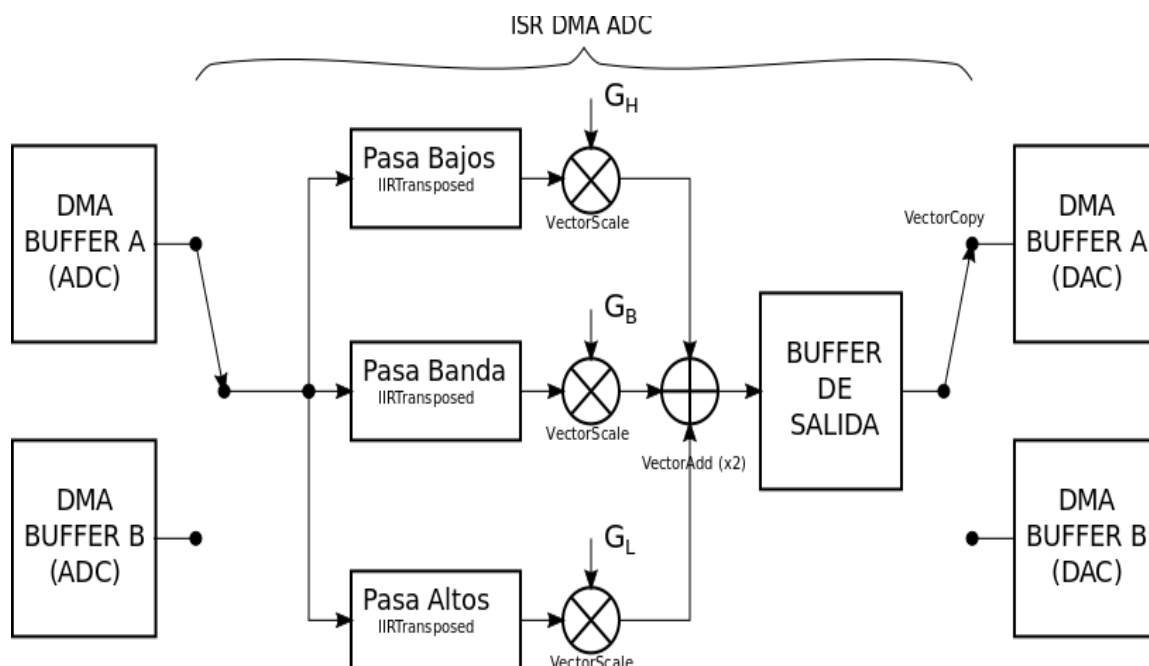 ISR DMA ADC
DMA
BUFFER A
(ADC)
DMA
BUFFER B
(ADC)
Pasa Bajos
IIRTransposed
G_H
VectorScale
Pasa Banda
IIRTransposed
G_B
VectorScale
Pasa Altos
IIRTransposed
G_L
VectorScale
VectorAdd (x2)
BUFFER
DE
SALIDA
VectorCopy
DMA
BUFFER A
(DAC)
DMA
BUFFER B
(DAC)